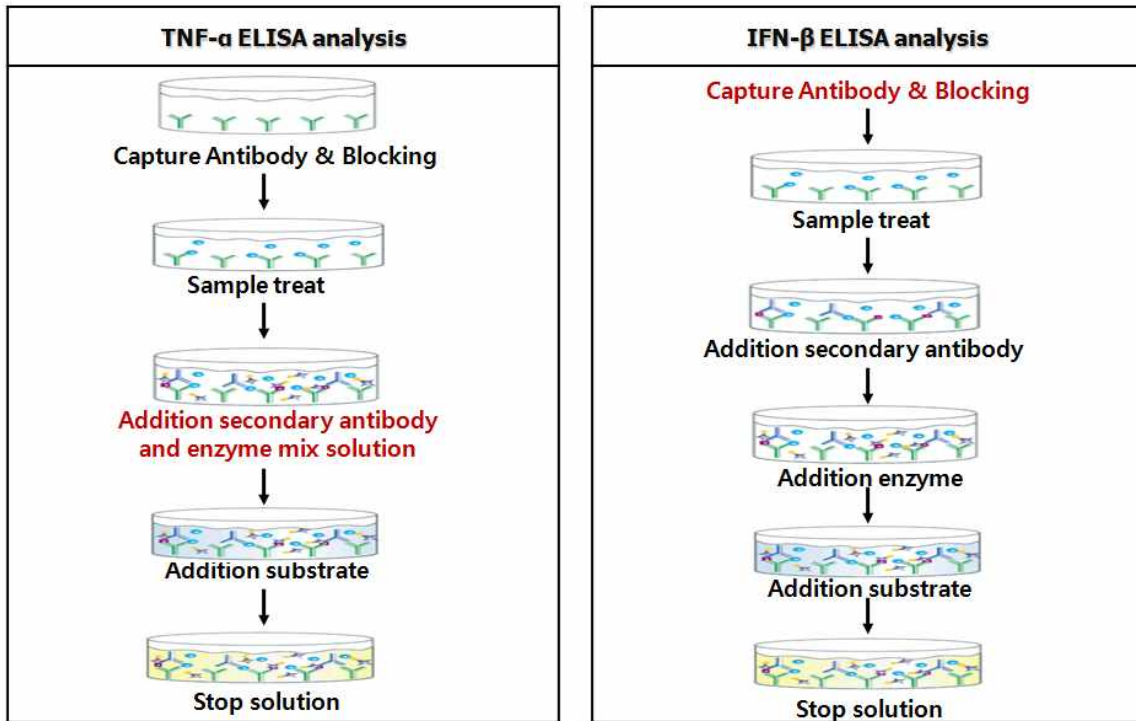 TNF-α ELISA analysis
Capture Antibody & Blocking
Sample treat
Addition secondary antibody
and enzyme mix solution
Addition substrate
Stop solution
IFN-β ELISA analysis
Capture Antibody & Blocking
Sample treat
Addition secondary antibody
Addition enzyme
Addition substrate
Stop solution